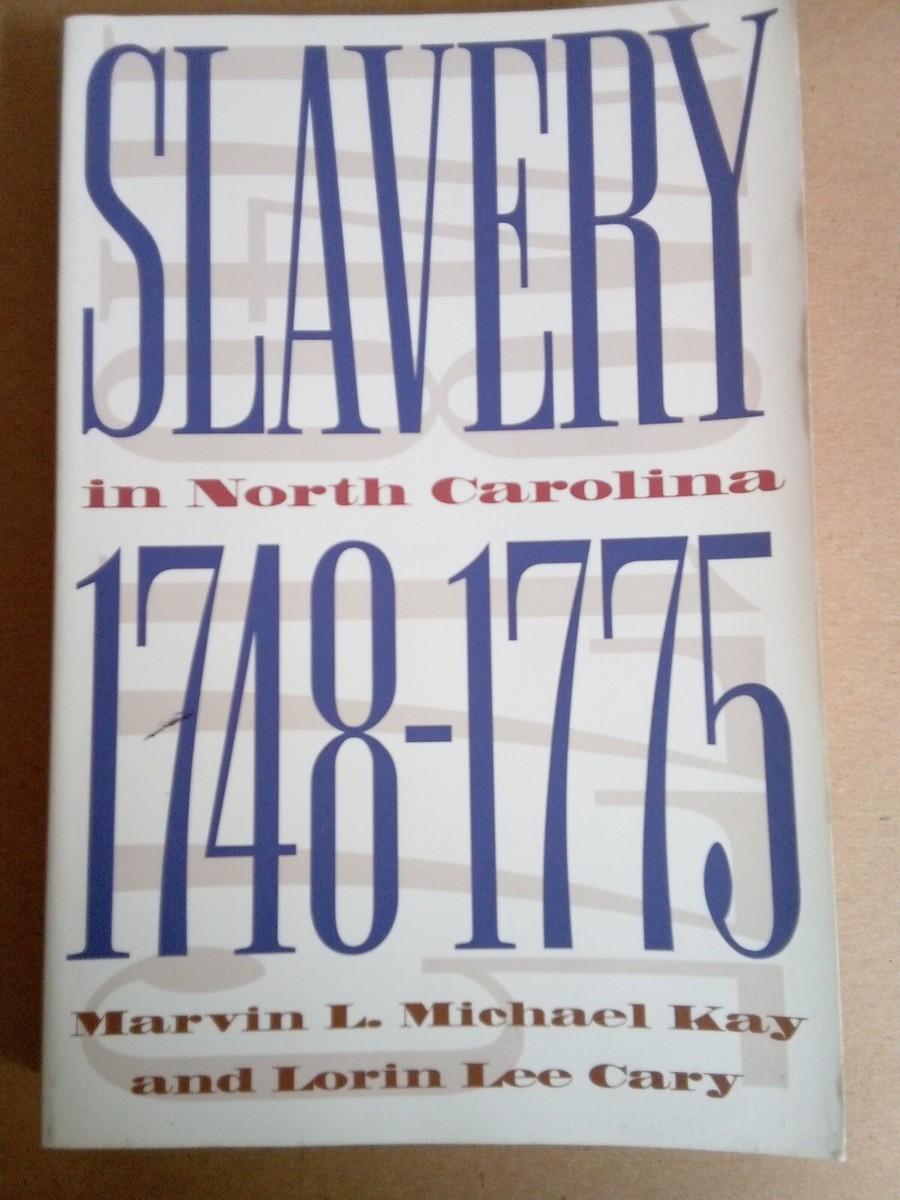 SLAVERY
in North Carolina
1748-1775
Marvin L. Michael Kay
and Lorin Lee Cary